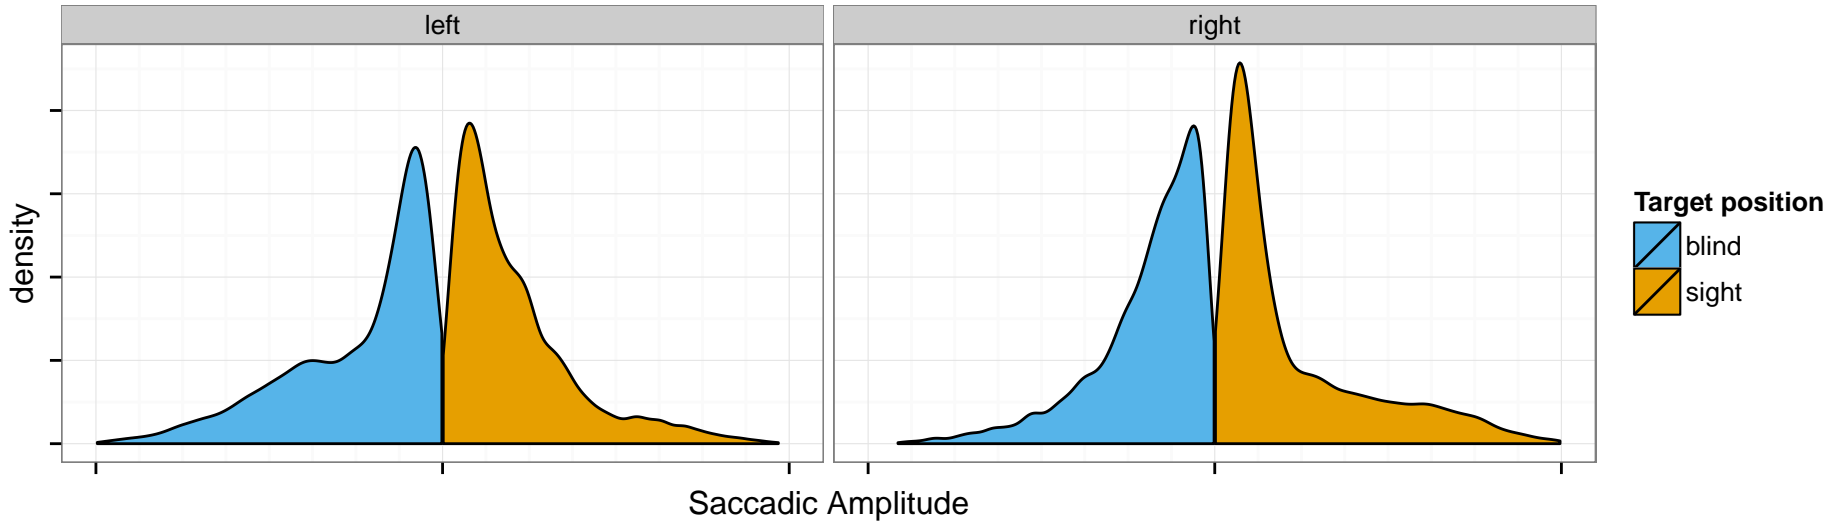 left
right
density
Saccadic Amplitude
Target position
blind
sight